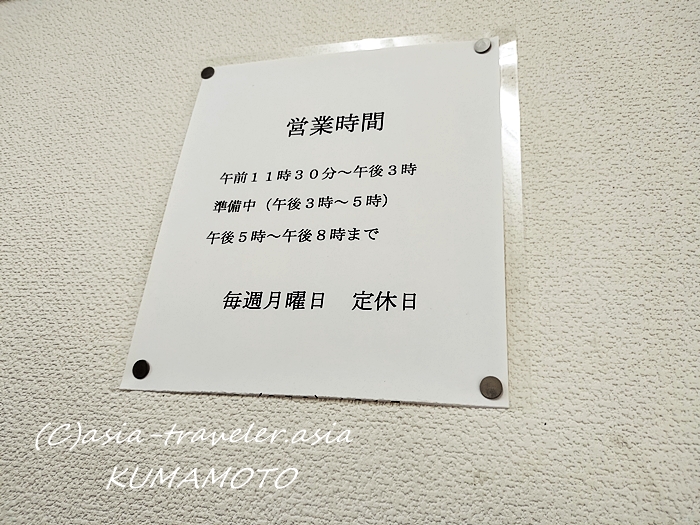 営業時間
午前１１時３０分～午後３時
準備中（午後３時～５時）
午後５時～午後８時まで
毎週月曜日　定休日
(C)asia-traveler.asia
KUMAMOTO